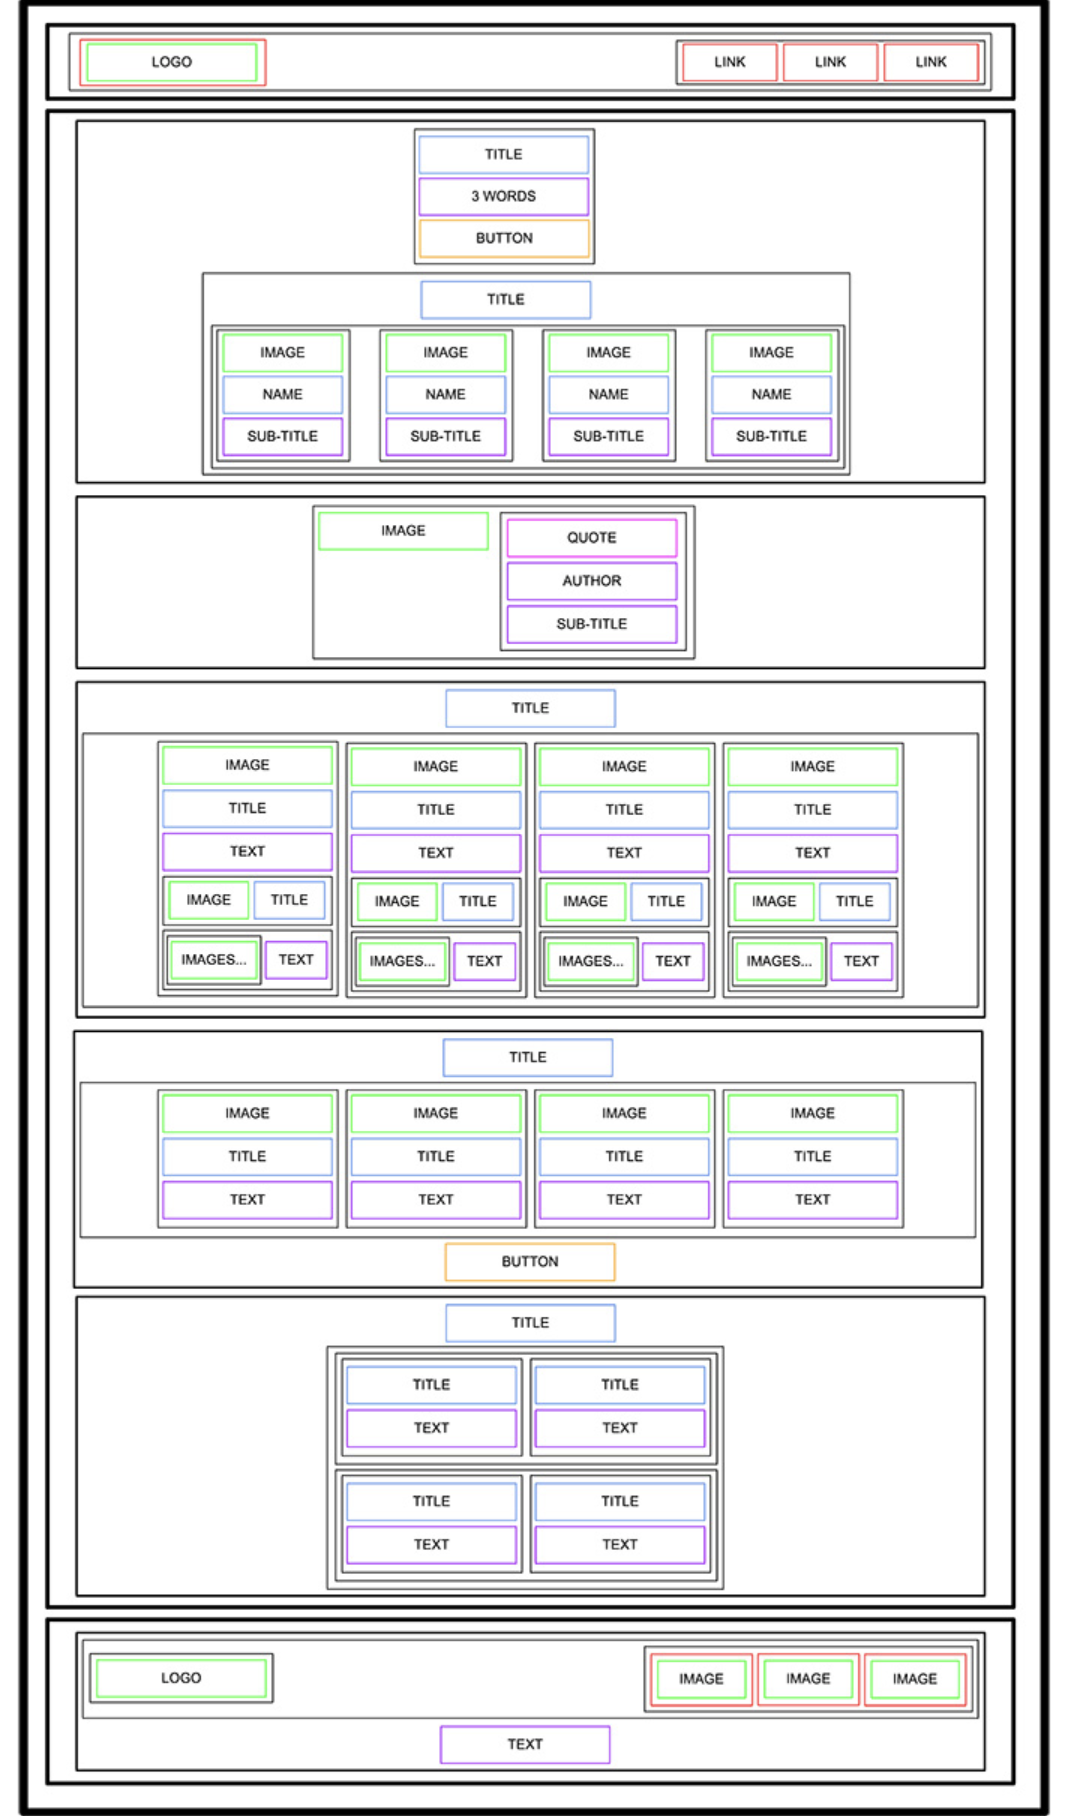 LOGO LINK LINK LINK
TITLE
3 WORDS
BUTTON
TITLE
IMAGE IMAGE IMAGE IMAGE
NAME NAME NAME NAME
SUB-TITLE SUB-TITLE SUB-TITLE SUB-TITLE
IMAGE QUOTE
AUTHOR
SUB-TITLE
TITLE
IMAGE IMAGE IMAGE IMAGE
TITLE TITLE TITLE TITLE
TEXT TEXT TEXT TEXT
IMAGE TITLE IMAGE TITLE IMAGE TITLE IMAGE TITLE
IMAGES... TEXT IMAGES... TEXT IMAGES... TEXT IMAGES... TEXT
TITLE
IMAGE IMAGE IMAGE IMAGE
TITLE TITLE TITLE TITLE
TEXT TEXT TEXT TEXT
BUTTON
TITLE
TITLE TITLE
TEXT TEXT
TITLE TITLE
TEXT TEXT
LOGO IMAGE IMAGE IMAGE
TEXT